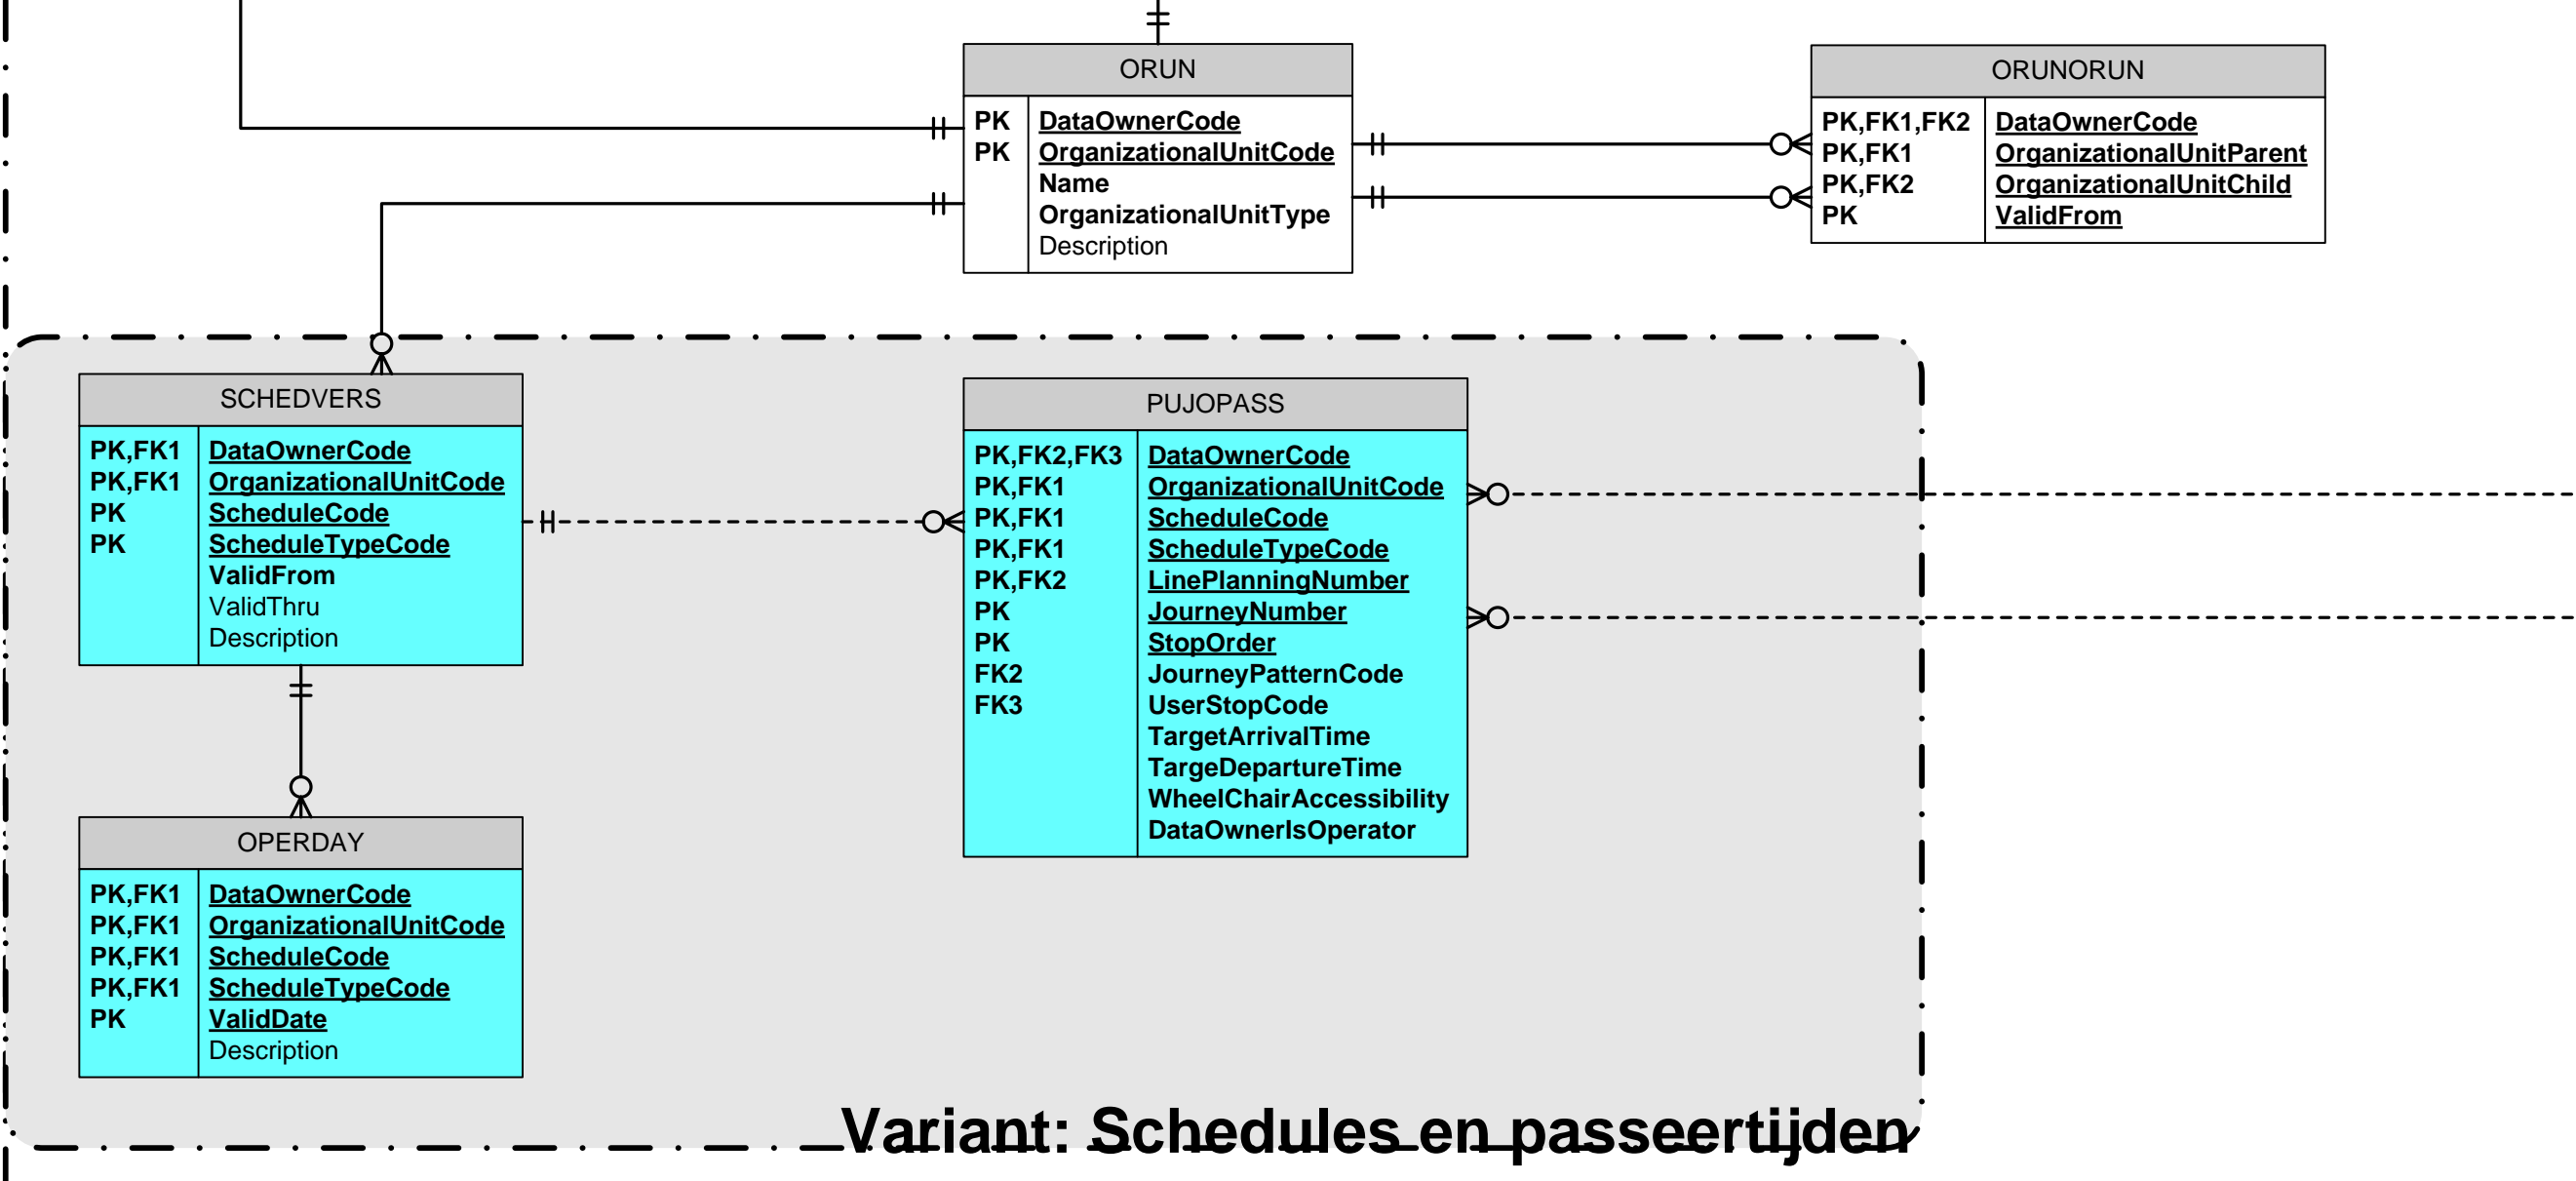 ORUN
PK DataOwnerCode
PK OrganizationalUnitCode
Name
OrganizationalUnitType
Description
ORUNORUN
PK,FK1,FK2 DataOwnerCode
PK,FK1 OrganizationalUnitParent
PK,FK2 OrganizationalUnitChild
PK ValidFrom
SCHEDVERS
PK,FK1 DataOwnerCode
PK,FK1 OrganizationalUnitCode
PK ScheduleCode
PK ScheduleTypeCode
ValidFrom
ValidThru
Description
PUJOPASS
PK,FK2,FK3 DataOwnerCode
PK,FK1 OrganizationalUnitCode
PK,FK1 ScheduleCode
PK,FK1 ScheduleTypeCode
PK,FK2 LinePlanningNumber
PK JourneyNumber
PK StopOrder
FK2 JourneyPatternCode
FK3 UserStopCode
TargetArrivalTime
TargeDepartureTime
WheelChairAccessibility
DataOwnerIsOperator
OPERDAY
PK,FK1 DataOwnerCode
PK,FK1 OrganizationalUnitCode
PK,FK1 ScheduleCode
PK,FK1 ScheduleTypeCode
PK ValidDate
Description
Variant: Schedules en passeertijden